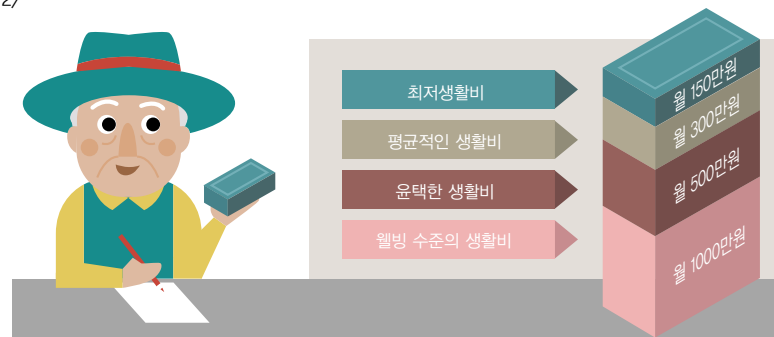 2/
최저생활비
월 150만원
평균적인 생활비
월 300만원
윤택한 생활비
월 500만원
웰빙 수준의 생활비
월 1000만원